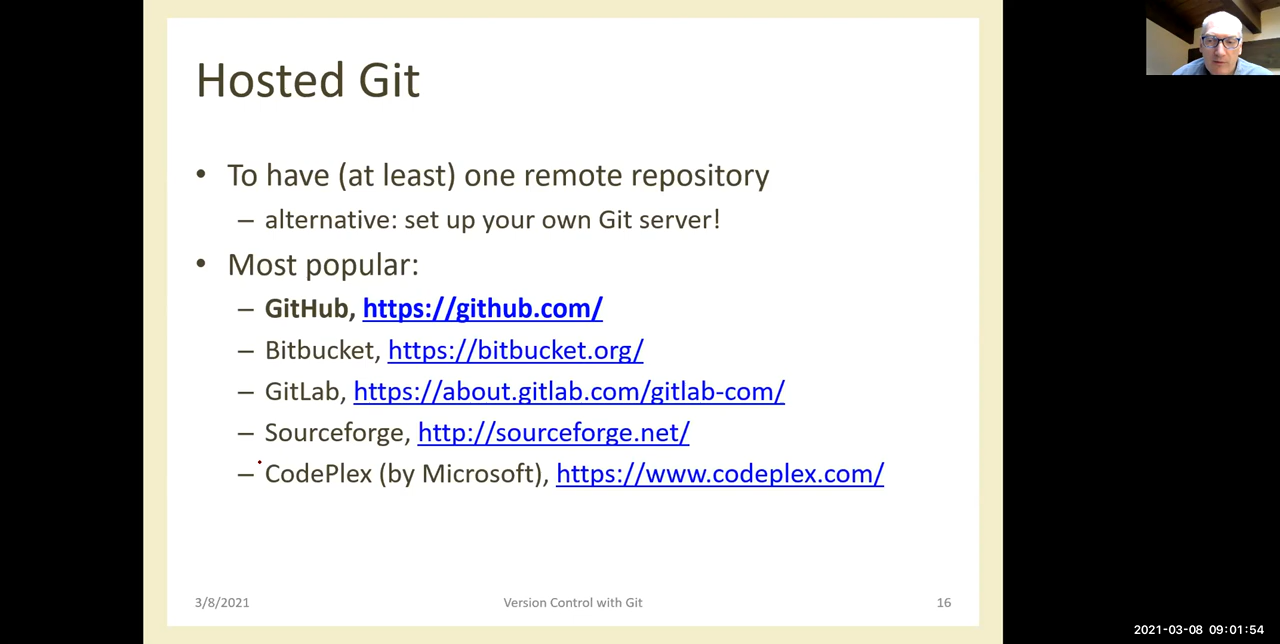 Hosted Git
• To have (at least) one remote repository
– alternative: set up your own Git server!
• Most popular:
– GitHub, https://github.com/
– Bitbucket, https://bitbucket.org/
– GitLab, https://about.gitlab.com/gitlab-com/
– Sourceforge, http://sourceforge.net/
– CodePlex (by Microsoft), https://www.codeplex.com/
3/8/2021
Version Control with Git
16
2021-03-08 09:01:54